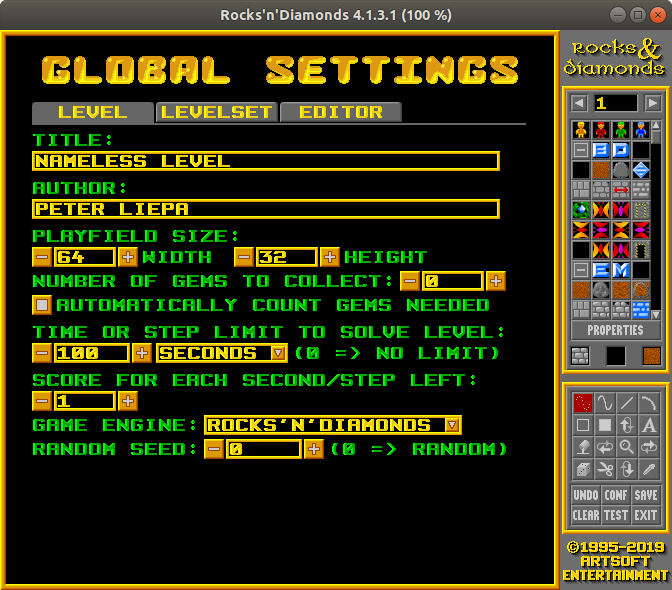 Rocks'n'Diamonds 4.1.3.1 (100 %)
GLOBAL SETTINGS
LEVEL LEVELSET EDITOR
TITLE:
NAMELESS LEVEL
AUTHOR:
PETER LIEPA
PLAYFIELD SIZE:
- 64 + WIDTH - 32 + HEIGHT
NUMBER OF GEMS TO COLLECT: - 0 +
AUTOMATICALLY COUNT GEMS NEEDED
TIME OR STEP LIMIT TO SOLVE LEVEL:
- 100 + SECONDS (0 => NO LIMIT)
SCORE FOR EACH SECOND/STEP LEFT:
- 1 +
GAME ENGINE: ROCKS'N'DIAMONDS
RANDOM SEED: - 0 + (0 => RANDOM)
Rocks &
diamonds
1
B D
E M
PROPERTIES
A
UNDO CONF SAVE
CLEAR TEST EXIT
©1995-2019
ARTSOFT
ENTERTAINMENT